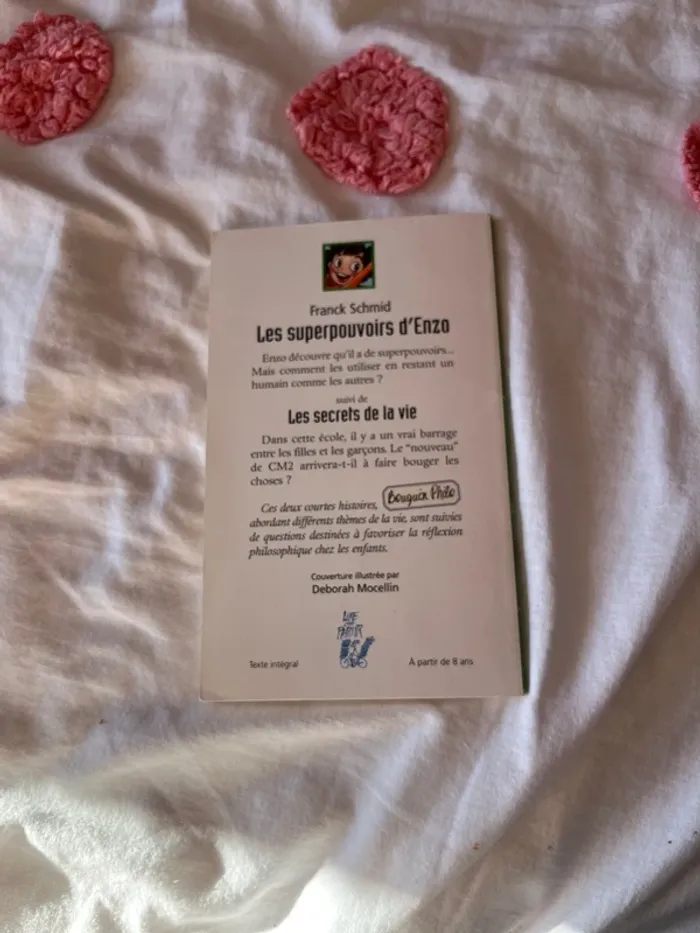 Franck Schmid
Les superpouvoirs d'Enzo
Enzo découvre qu'il a de superpouvoirs...
Mais comment les utiliser en restant un
humain comme les autres ?
suivi de
Les secrets de la vie
Dans cette école, il y a un vrai barrage
entre les filles et les garçons. Le "nouveau"
de CM2 arrivera-t-il à faire bouger les
choses ?
Bouquin Philo
Ces deux courtes histoires,
abordant différents thèmes de la vie, sont suivies
de questions destinées à favoriser la réflexion
philosophique chez les enfants.
Couverture illustrée par
Deborah Mocellin
LIRE
PARTIR
Texte intégral
À partir de 8 ans